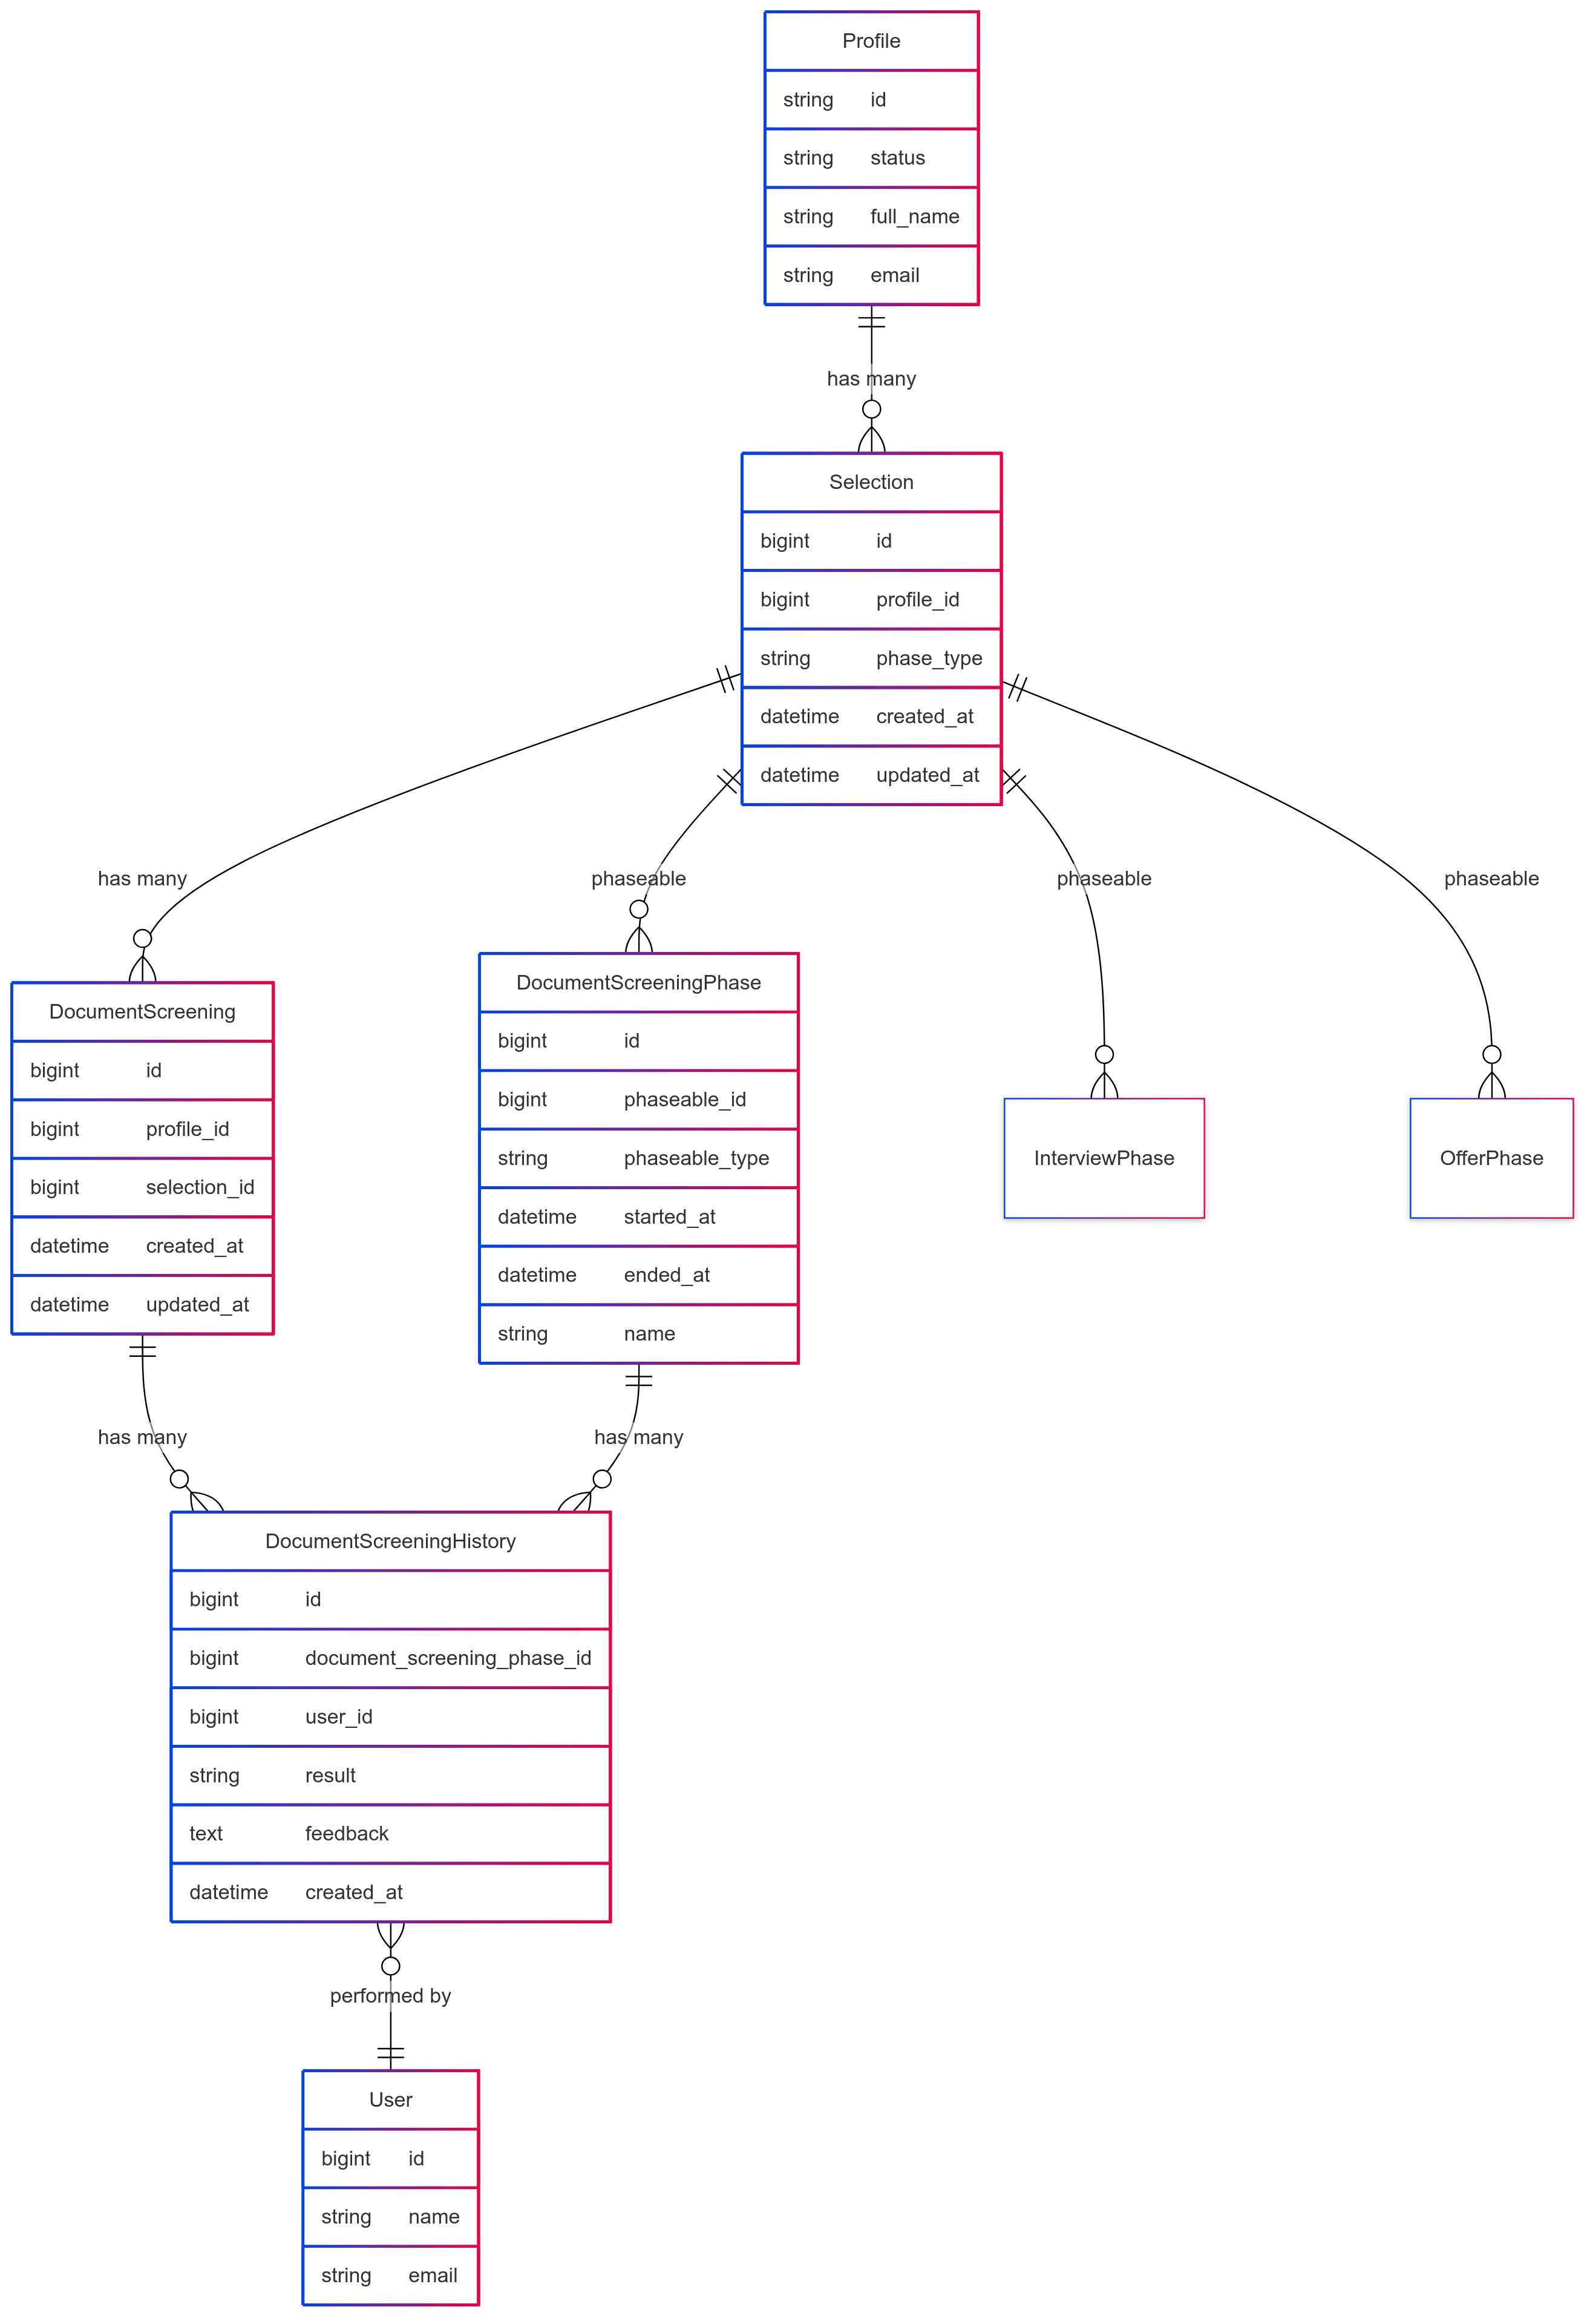 Profile
string id
string status
string full_name
string email
has many
Selection
bigint id
bigint profile_id
string phase_type
datetime created_at
datetime updated_at
has many
phaseable
phaseable
phaseable
DocumentScreening
bigint id
bigint profile_id
bigint selection_id
datetime created_at
datetime updated_at
DocumentScreeningPhase
bigint id
bigint phaseable_id
string phaseable_type
datetime started_at
datetime ended_at
string name
InterviewPhase
OfferPhase
has many
has many
DocumentScreeningHistory
bigint id
bigint document_screening_phase_id
bigint user_id
string result
text feedback
datetime created_at
performed by
User
bigint id
string name
string email